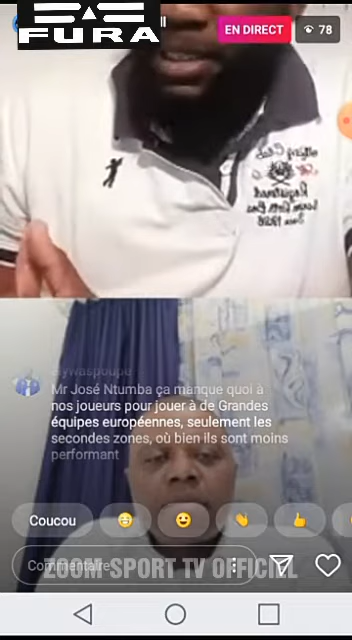 FURA
EN DIRECT
78
lywaspoupe
Mr José Ntumba ça manque quoi à
nos joueurs pour jouer à de Grandes
équipes européennes, seulement les
secondes zones, où bien ils sont moins
performant
Coucou
Commentaire
ZOOM SPORT TV OFFICIEL